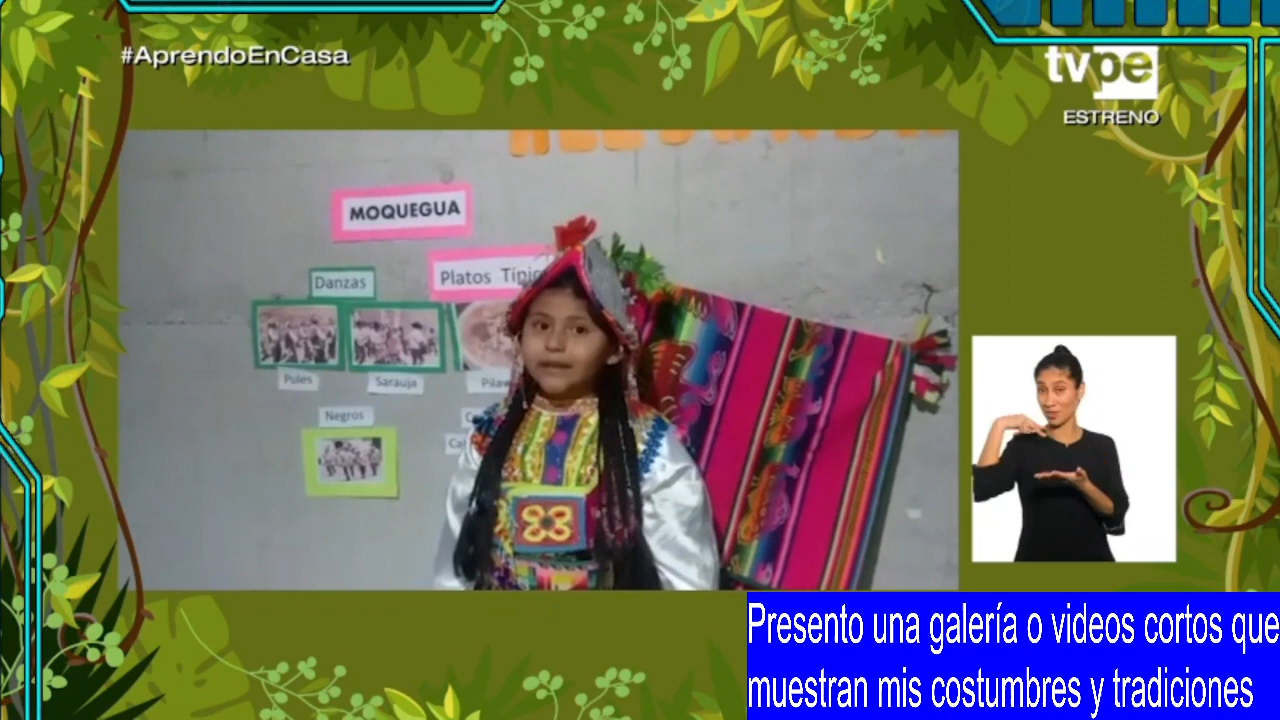 #AprendoEnCasa
tvpe
ESTRENO
MOQUEGUA
Platos Típic
Danzas
Pules
Sarauja
Negros
Presento una galería o videos cortos que
muestran mis costumbres y tradiciones